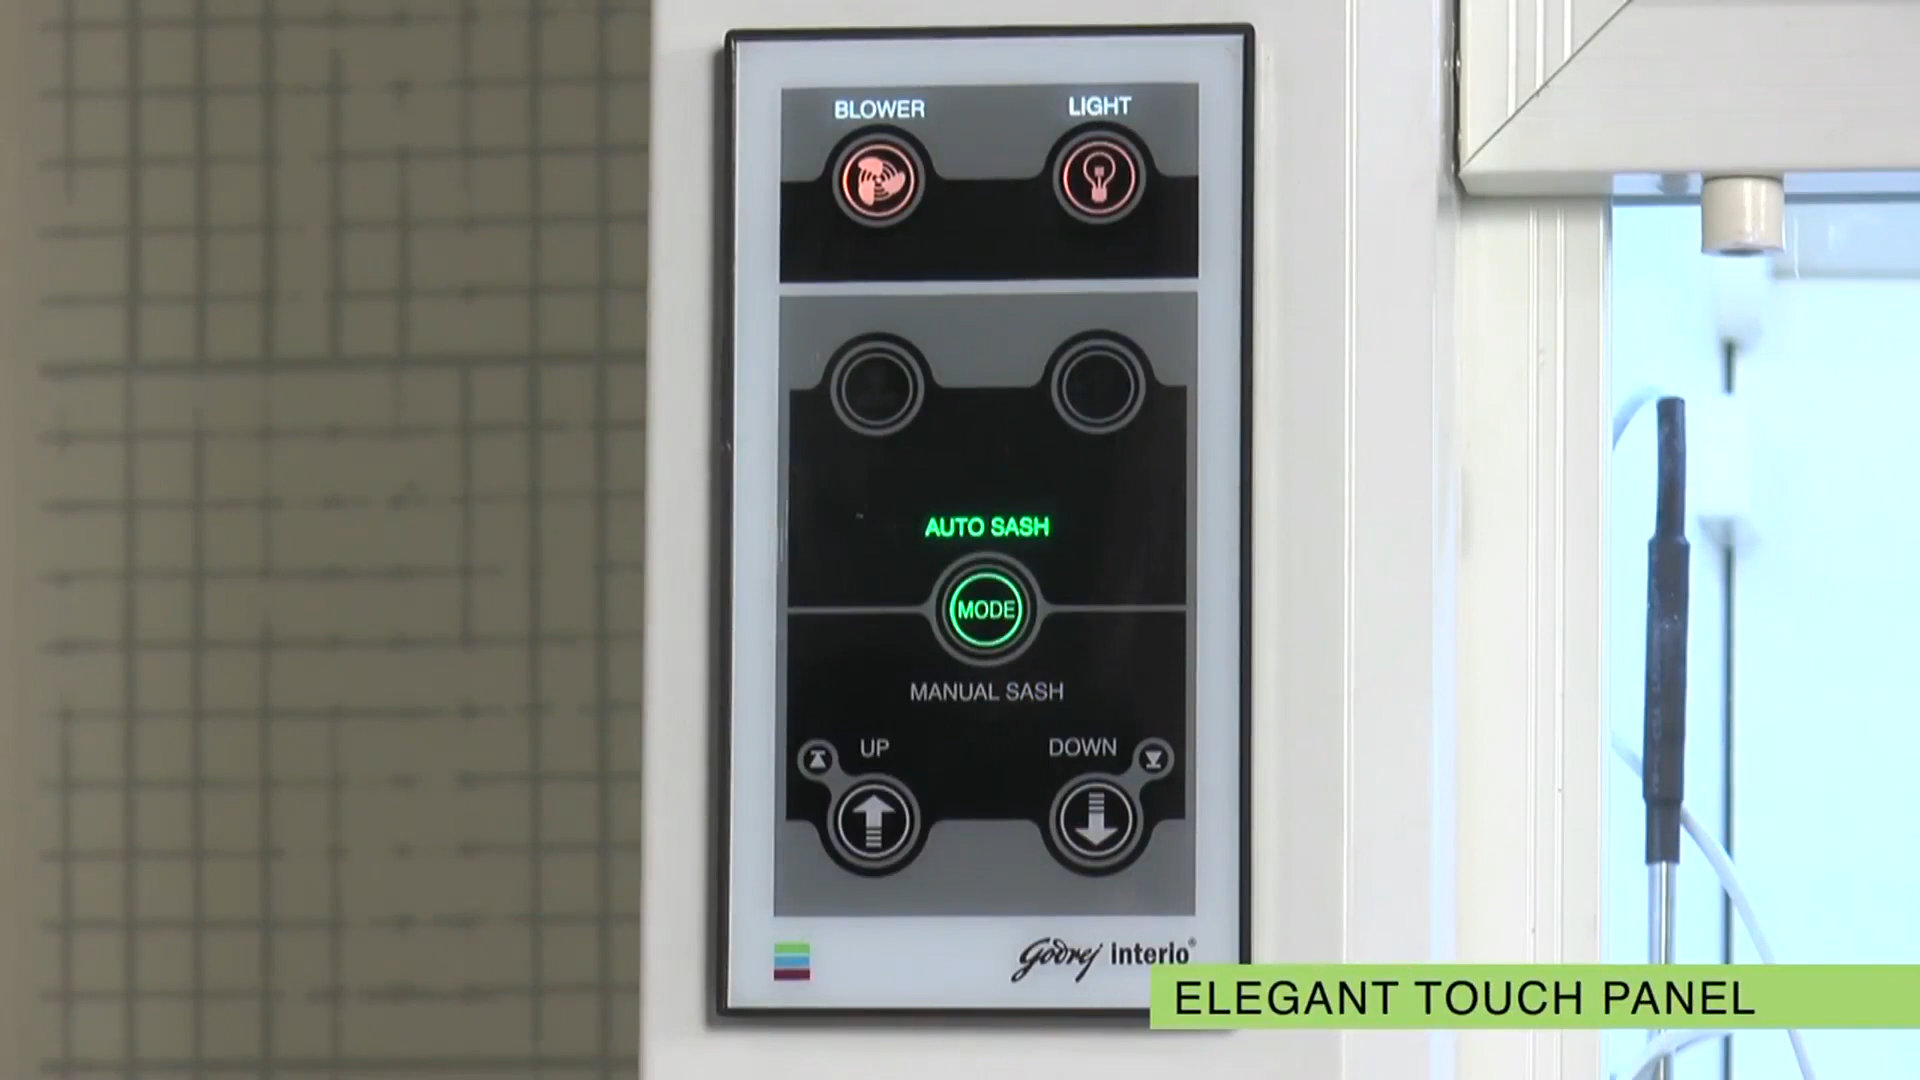 BLOWER
LIGHT
AUTO SASH
MODE
MANUAL SASH
UP
DOWN
Godrej interio®
ELEGANT TOUCH PANEL